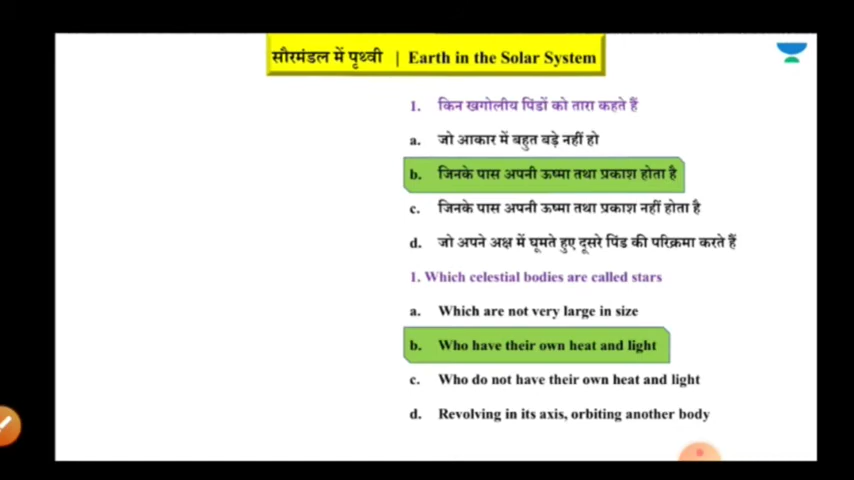 सौरमंडल में पृथ्वी | Earth in the Solar System
1. किन खगोलीय पिंडों को तारा कहते हैं
a. जो आकार में बहुत बड़े नहीं हो
b. जिनके पास अपनी ऊष्मा तथा प्रकाश होता है
c. जिनके पास अपनी ऊष्मा तथा प्रकाश नहीं होता है
d. जो अपने अक्ष में घूमते हुए दूसरे पिंड की परिक्रमा करते हैं
1. Which celestial bodies are called stars
a. Which are not very large in size
b. Who have their own heat and light
c. Who do not have their own heat and light
d. Revolving in its axis, orbiting another body